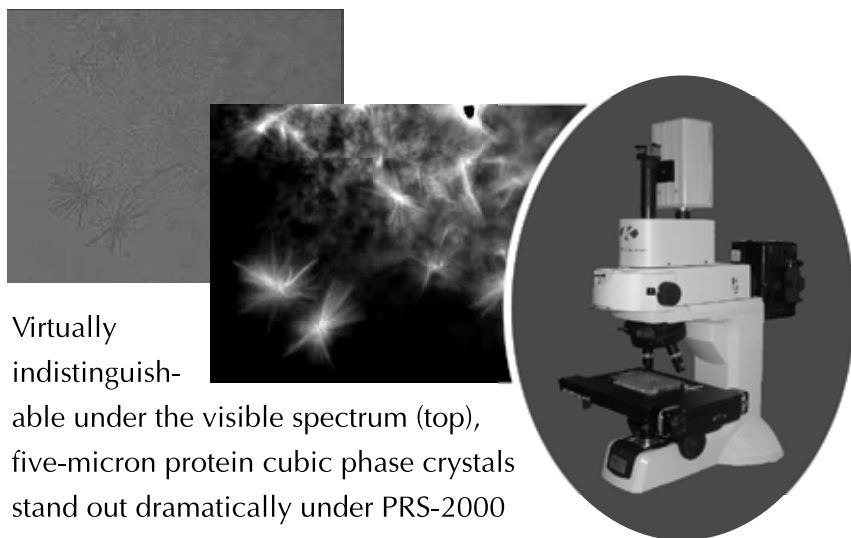 Virtually
indistinguish-
able under the visible spectrum (top),
five-micron protein cubic phase crystals
stand out dramatically under PRS-2000